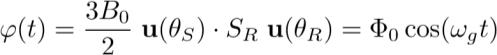 φ(t) = 3B₀/2 u(θ_S) · S_R u(θ_R) = Φ₀ cos(ω_g t)